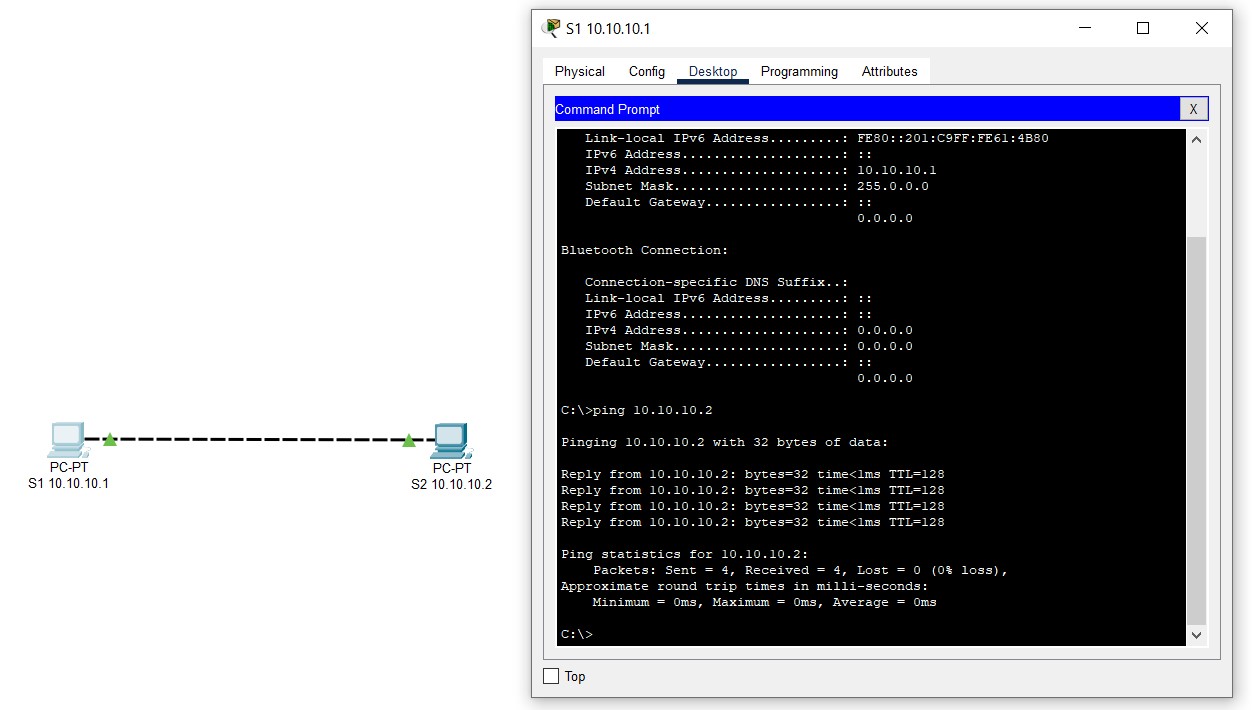 S1 10.10.10.1
Physical Config Desktop Programming Attributes
Command Prompt X
Link-local IPv6 Address.........: FE80::201:C9FF:FE61:4B80
IPv6 Address....................: ::
IPv4 Address....................: 10.10.10.1
Subnet Mask.....................: 255.0.0.0
Default Gateway.................: ::
0.0.0.0
Bluetooth Connection:
Connection-specific DNS Suffix..:
Link-local IPv6 Address.........: ::
IPv6 Address....................: ::
IPv4 Address....................: 0.0.0.0
Subnet Mask.....................: 0.0.0.0
Default Gateway.................: ::
0.0.0.0
C:\>ping 10.10.10.2
Pinging 10.10.10.2 with 32 bytes of data:
Reply from 10.10.10.2: bytes=32 time<1ms TTL=128
Reply from 10.10.10.2: bytes=32 time<1ms TTL=128
Reply from 10.10.10.2: bytes=32 time<1ms TTL=128
Reply from 10.10.10.2: bytes=32 time<1ms TTL=128
Ping statistics for 10.10.10.2:
Packets: Sent = 4, Received = 4, Lost = 0 (0% loss),
Approximate round trip times in milli-seconds:
Minimum = 0ms, Maximum = 0ms, Average = 0ms
C:\>
Top
PC-PT
S1 10.10.10.1
PC-PT
S2 10.10.10.2